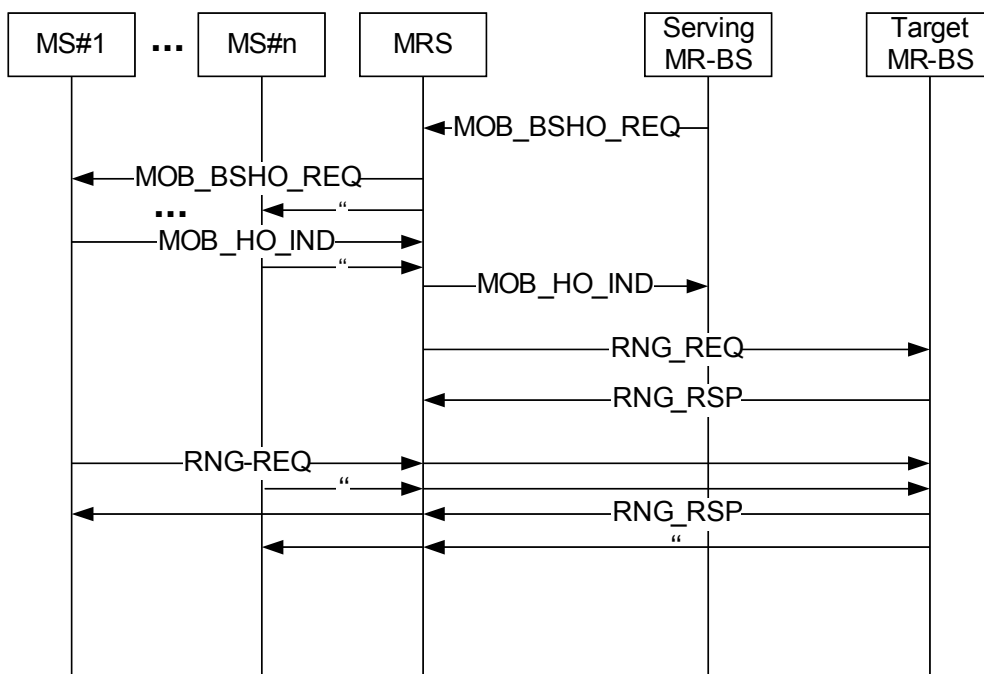 MS#1
...
MS#n
MRS
Serving
MR-BS
Target
MR-BS
MOB_BSHO_REQ
MOB_BSHO_REQ
“
...
MOB_HO_IND
“
MOB_HO_IND
RNG_REQ
RNG_RSP
RNG-REQ
“
RNG_RSP
“